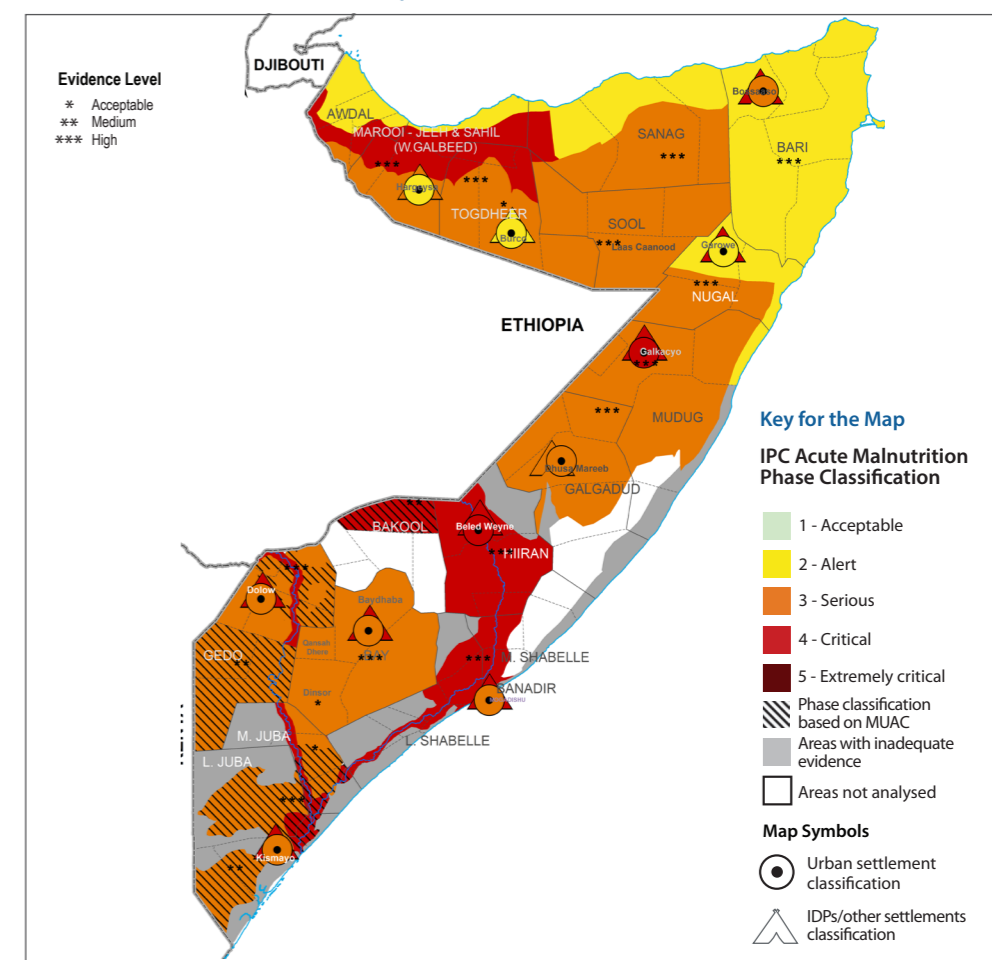 Evidence Level
* Acceptable
** Medium
*** High
DJIBOUTI
AWDAL
MAROOI - JEEH & SAHIL
(W.GALBEED)
***
Hargeysa
***
TOGDHEER
*
Burco
SANAG
***
SOOL
***
Laas Caanood
Bossasso
BARI
***
Garowe
***
NUGAL
ETHIOPIA
Galkacyo
***
***
MUDUG
Dhusa Mareeb
GALGADUD
BAKOOL
Beled Weyne
***
HIIRAN
***
Dolow
Baydhaba
Qansah
Dhere
GEDO
**
BAY
***
Dinsor
*
***
M. SHABELLE
BANADIR
M. JUBA
*
L. SHABELLE
L. JUBA
***
Kismayo
**
Key for the Map
IPC Acute Malnutrition
Phase Classification
1 - Acceptable
2 - Alert
3 - Serious
4 - Critical
5 - Extremely critical
Phase classification
based on MUAC
Areas with inadequate
evidence
Areas not analysed
Map Symbols
Urban settlement
classification
IDPs/other settlements
classification